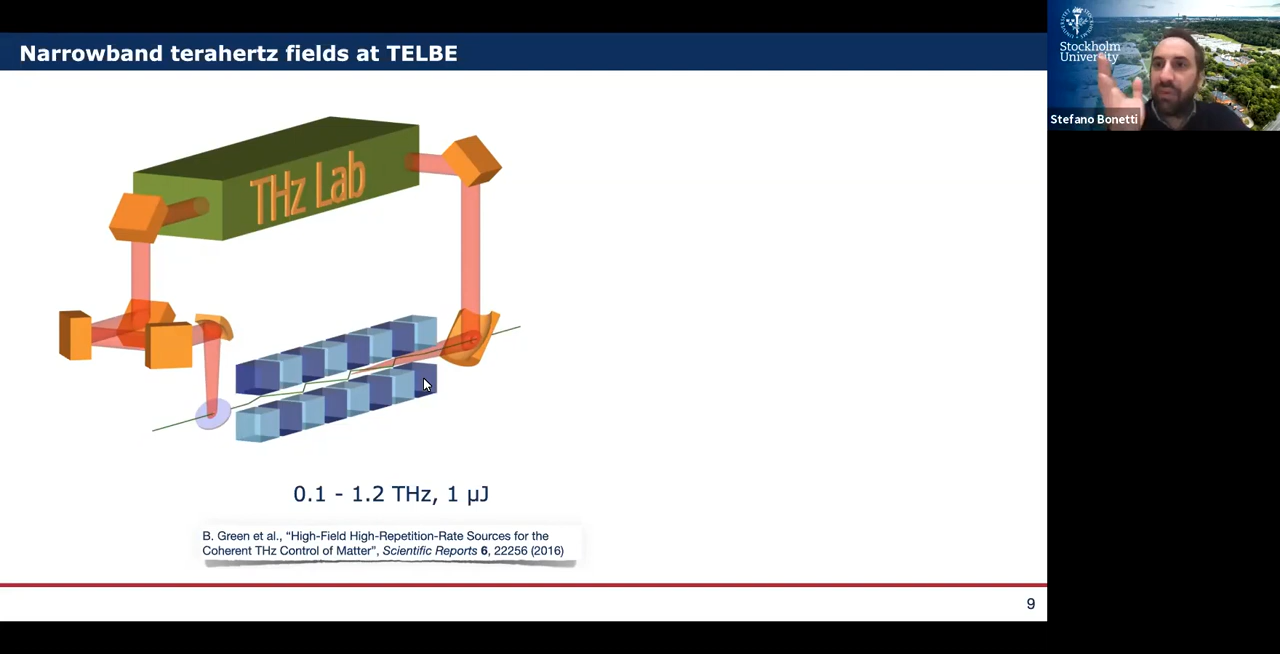 Narrowband terahertz fields at TELBE
THz Lab
0.1 - 1.2 THz, 1 µJ
B. Green et al., “High-Field High-Repetition-Rate Sources for the
Coherent THz Control of Matter”, Scientific Reports 6, 22256 (2016)
9
Stockholm
University
Stefano Bonetti